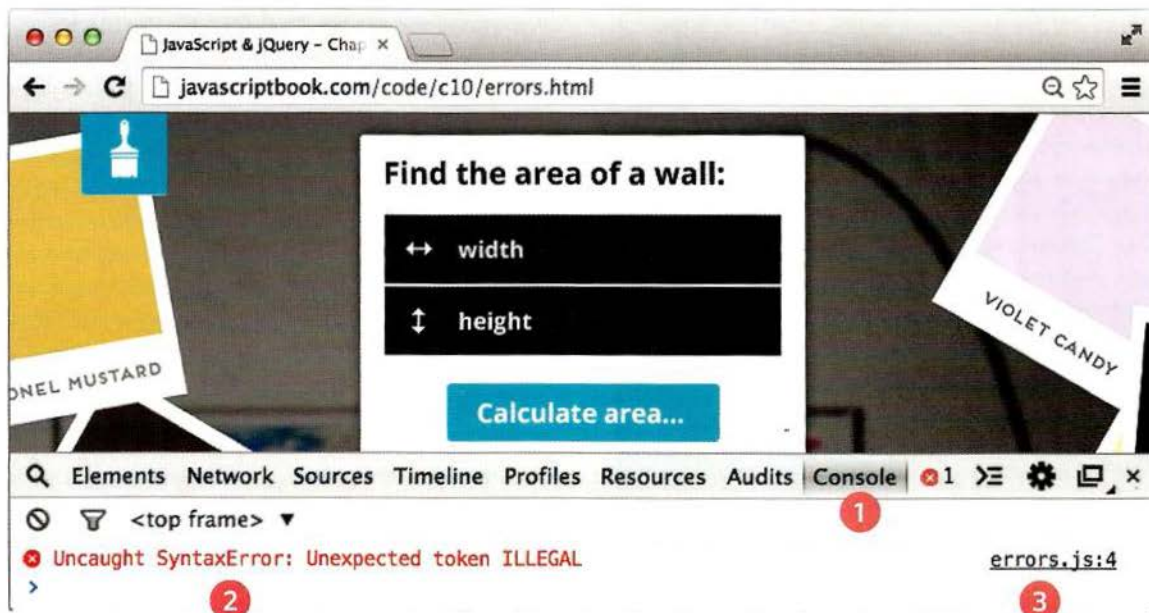 JavaScript & jQuery – Chap ×
javascriptbook.com/code/c10/errors.html
Find the area of a wall:
width
height
Calculate area...
ONEL MUSTARD
VIOLET CANDY
Elements Network Sources Timeline Profiles Resources Audits Console 1
1
<top frame> ▼
Uncaught SyntaxError: Unexpected token ILLEGAL errors.js:4
>
2 3